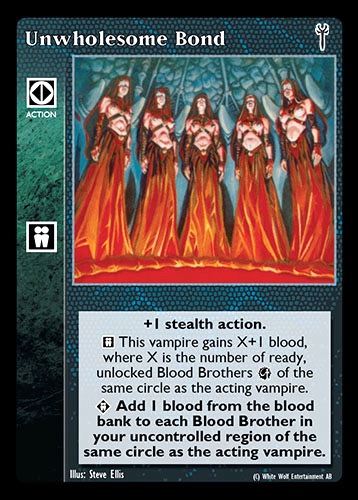 Unwholesome Bond
ACTION
+1 stealth action.
This vampire gains X+1 blood,
where X is the number of ready,
unlocked Blood Brothers of the
same circle as the acting vampire.
Add 1 blood from the blood
bank to each Blood Brother in
your uncontrolled region of the
same circle as the acting vampire.
Illus: Steve Ellis
(C) White Wolf Entertainment AB